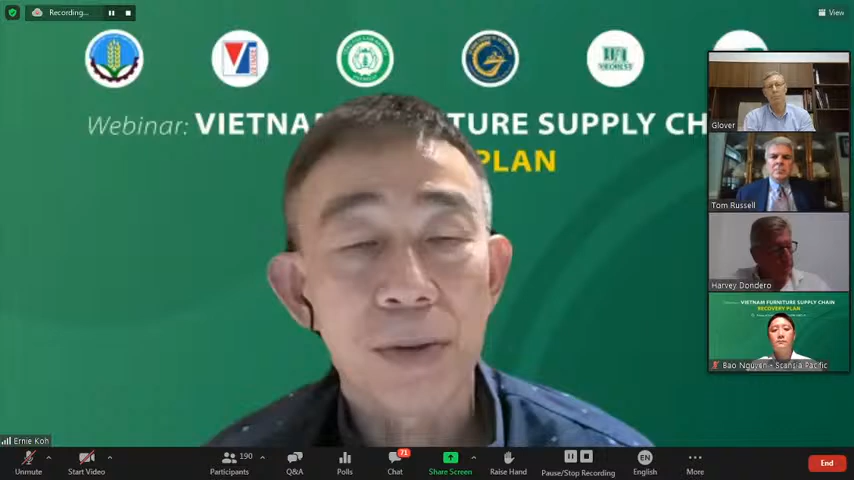 Recording...
View
Webinar: VIETNA
TURE SUPPLY CH
PLAN
Glover
Tom Russell
Harvey Dondero
VIETNAM FURNITURE SUPPLY CHAIN
RECOVERY PLAN
Bao Nguyen - Scansia Pacific
Ernie Koh
Unmute
Start Video
190
Participants
Q&A
Polls
71
Chat
Share Screen
Raise Hand
Pause/Stop Recording
EN
English
More
End